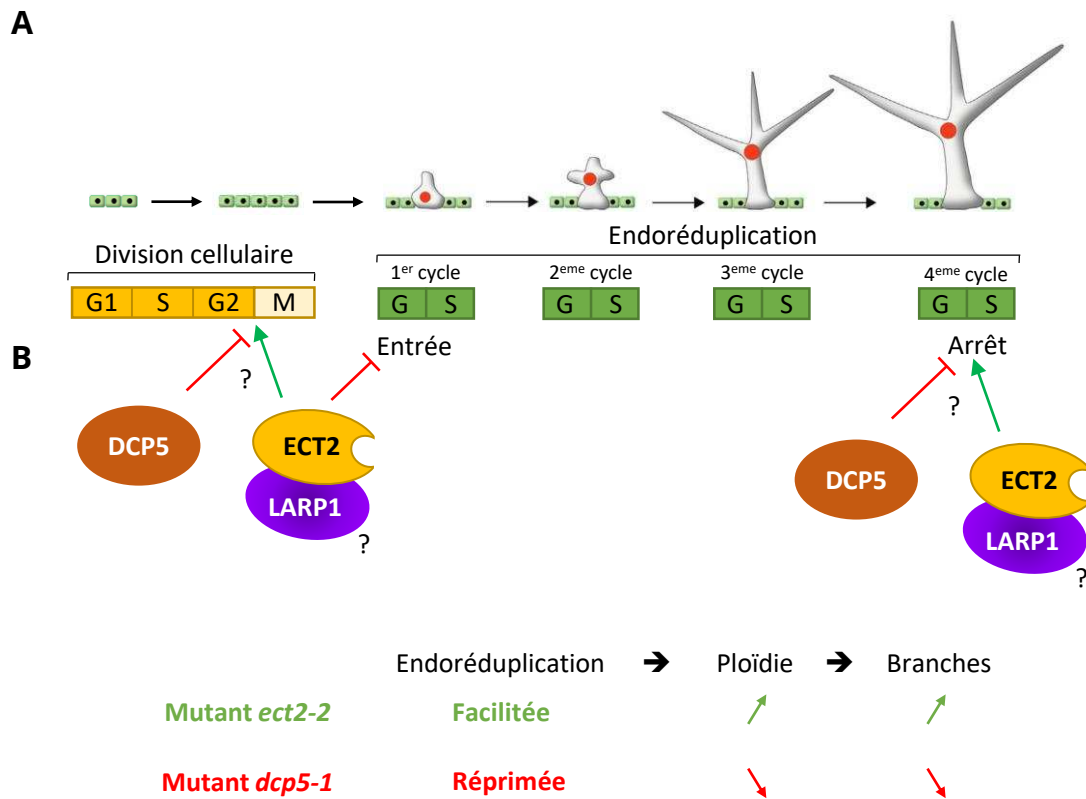 A
Division cellulaire
Endoréduplication
1er cycle
2eme cycle
3eme cycle
4eme cycle
G1 S G2 M
G S
G S
G S
G S
B
Entrée
Arrêt
?
?
DCP5
ECT2
LARP1
?
DCP5
ECT2
LARP1
?
Endoréduplication ➔ Ploïdie ➔ Branches
Mutant ect2-2 Facilitée
Mutant dcp5-1 Réprimée